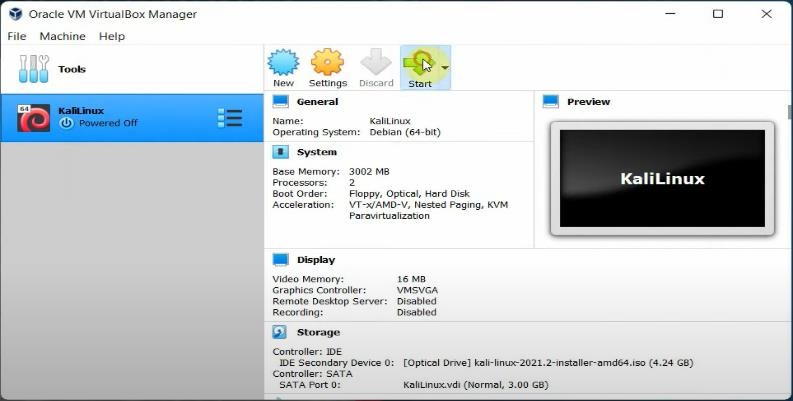 Oracle VM VirtualBox Manager
File Machine Help
Tools
New Settings Discard Start
64
KaliLinux
Powered Off
General
Name: KaliLinux
Operating System: Debian (64-bit)
System
Base Memory: 3002 MB
Processors: 2
Boot Order: Floppy, Optical, Hard Disk
Acceleration: VT-x/AMD-V, Nested Paging, KVM
Paravirtualization
Preview
KaliLinux
Display
Video Memory: 16 MB
Graphics Controller: VMSVGA
Remote Desktop Server: Disabled
Recording: Disabled
Storage
Controller: IDE
IDE Secondary Device 0: [Optical Drive] kali-linux-2021.2-installer-amd64.iso (4.24 GB)
Controller: SATA
SATA Port 0: KaliLinux.vdi (Normal, 3.00 GB)